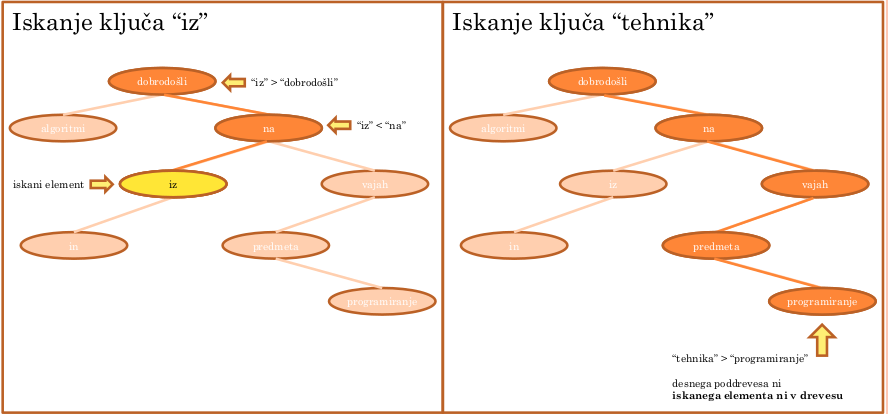 Iskanje ključa “iz”
dobrodošli
“iz” > “dobrodošli”
algoritmi
na
“iz” < “na”
iskani element
iz
vajah
in
predmeta
programiranje
Iskanje ključa “tehnika”
dobrodošli
algoritmi
na
iz
vajah
in
predmeta
programiranje
“tehnika” > “programiranje”
desnega poddrevesa ni
iskanega elementa ni v drevesu